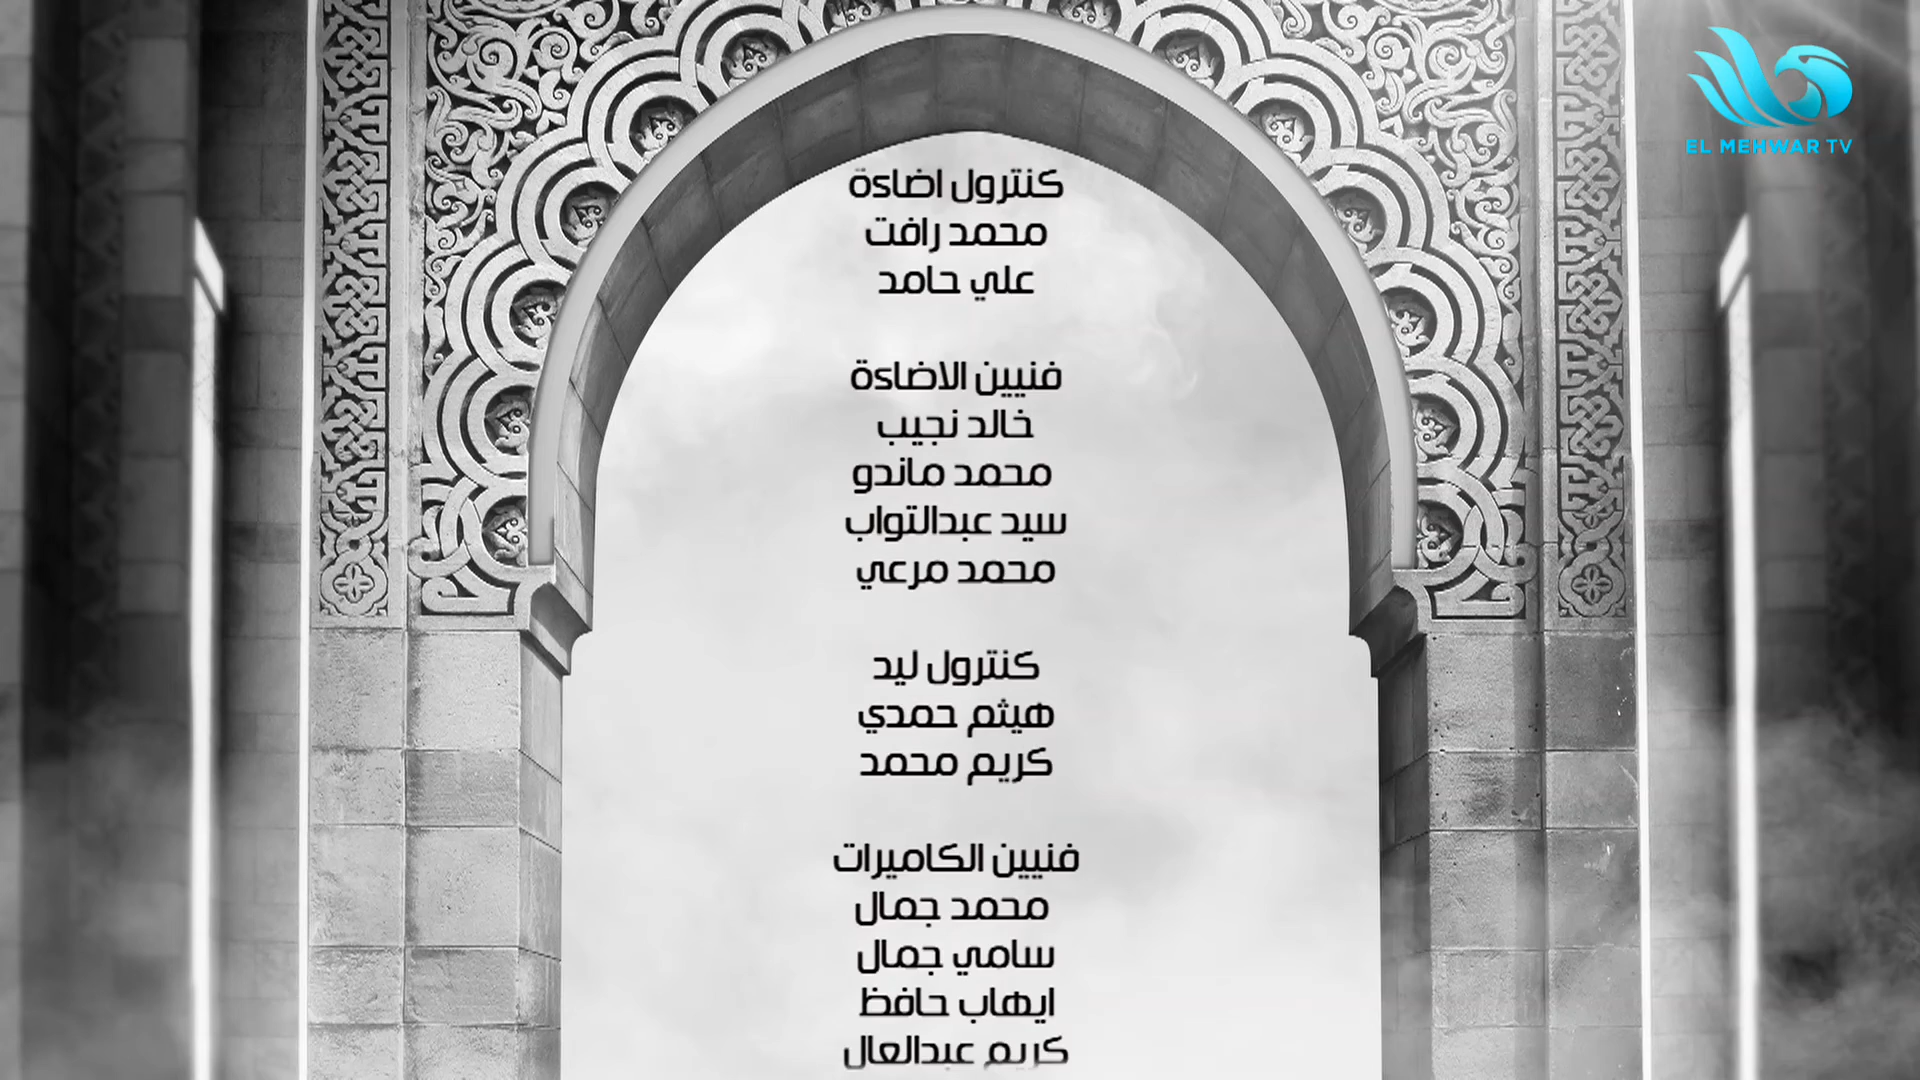 EL MEHWAR TV
كنترول اضاءة
محمد رافت
علي حامد
فنيين الاضاءة
خالد نجيب
محمد ماندو
سيد عبدالتواب
محمد مرعي
كنترول ليد
هيثم حمدي
كريم محمد
فنيين الكاميرات
محمد جمال
سامي جمال
ايهاب حافظ
كريم عبدالعال